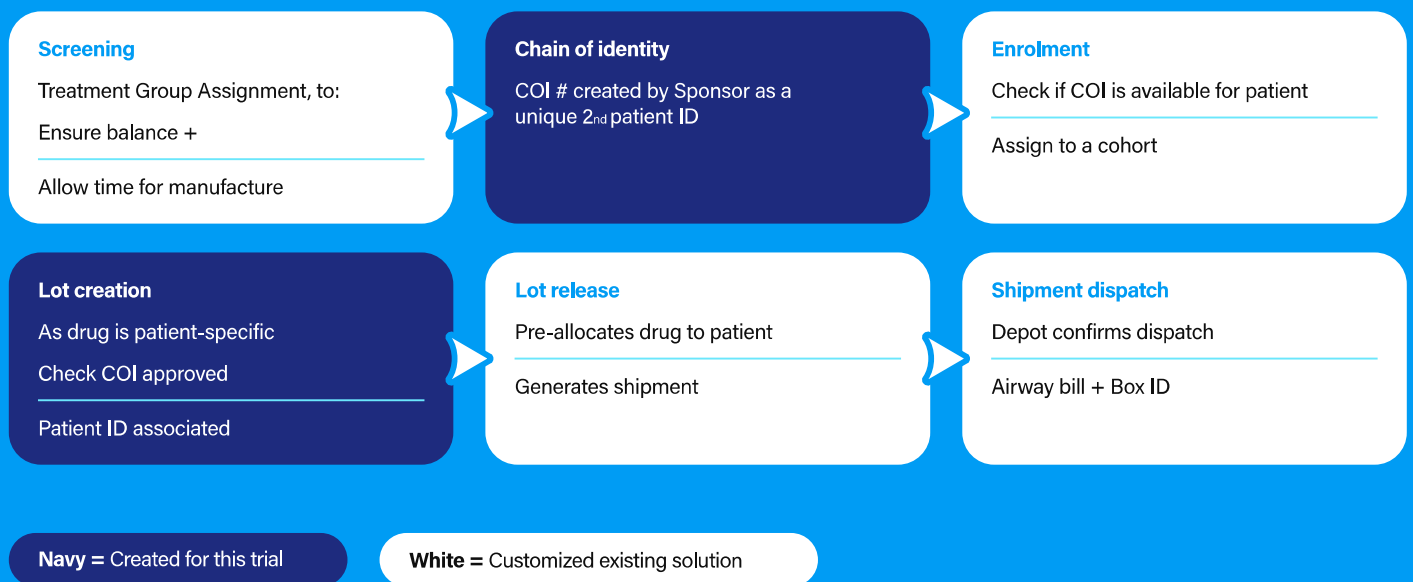 Screening
Treatment Group Assignment, to:
Ensure balance +
Allow time for manufacture
Chain of identity
COI # created by Sponsor as a
unique 2nd patient ID
Enrolment
Check if COI is available for patient
Assign to a cohort
Lot creation
As drug is patient-specific
Check COI approved
Patient ID associated
Lot release
Pre-allocates drug to patient
Generates shipment
Shipment dispatch
Depot confirms dispatch
Airway bill + Box ID
Navy = Created for this trial
White = Customized existing solution